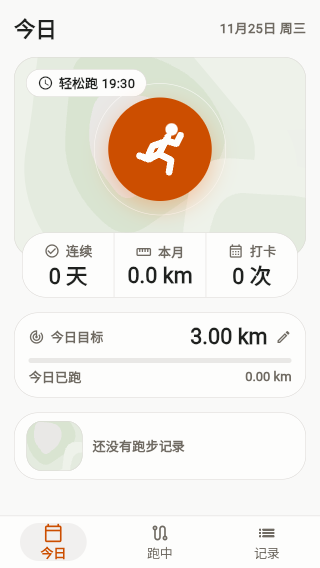 今日
11月25日 周三
轻松跑 19:30
连续
本月
打卡
0 天
0.0 km
0 次
今日目标
3.00 km
今日已跑
0.00 km
还没有跑步记录
今日
跑中
记录